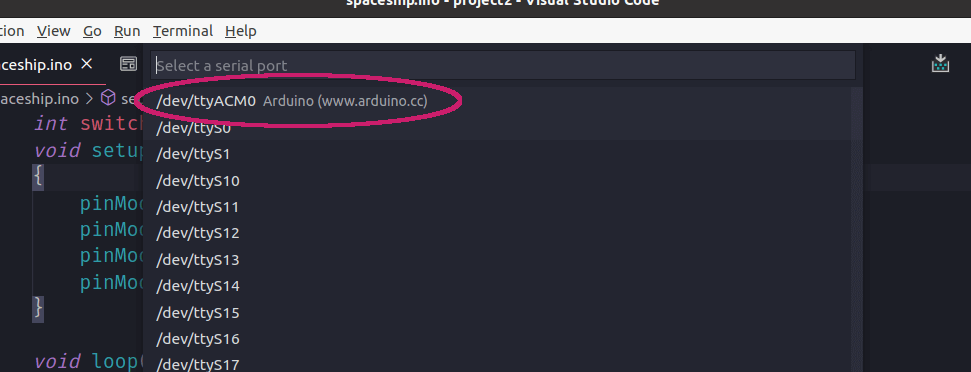 spaceship.ino - project2 - Visual Studio Code
View Go Run Terminal Help
ceship.ino
Select a serial port
aceship.ino > se
/dev/ttyACM0 Arduino (www.arduino.cc)
/dev/ttyS0
int switch
/dev/ttyS1
void setup
{
/dev/ttyS10
pinMod
/dev/ttyS11
pinMod
/dev/ttyS12
pinMod
/dev/ttyS13
pinMod
/dev/ttyS14
}
/dev/ttyS15
/dev/ttyS16
void loop(
/dev/ttyS17